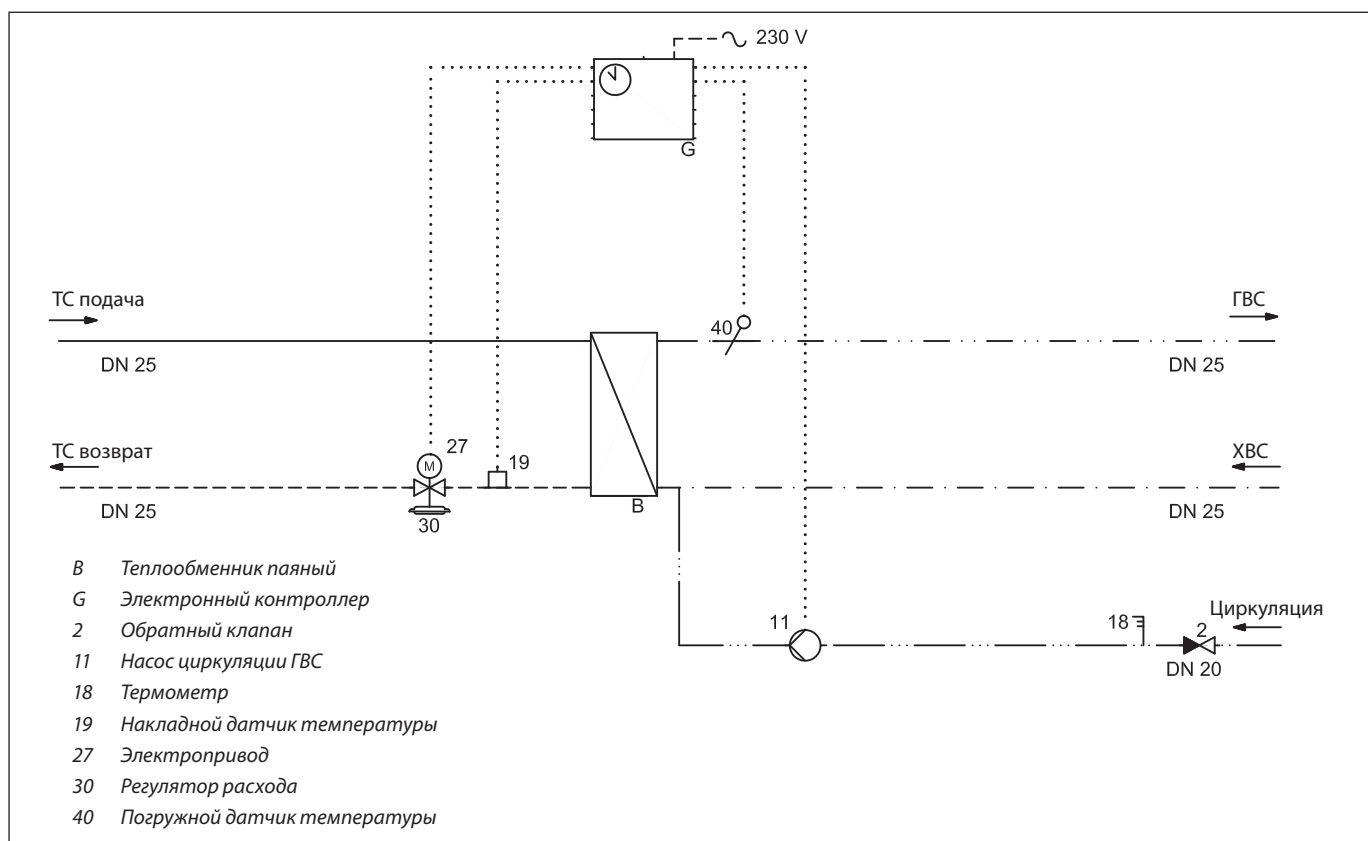 230 V
G
ТС подача
ГВС
40
DN 25
DN 25
ТС возврат
27
19
ХВС
M
DN 25
30
B
DN 25
B Теплообменник паяный
G Электронный контроллер
2 Обратный клапан
11 Насос циркуляции ГВС
18 Термометр
19 Накладной датчик температуры
27 Электропривод
30 Регулятор расхода
40 Погружной датчик температуры
11
18
2
Циркуляция
DN 20